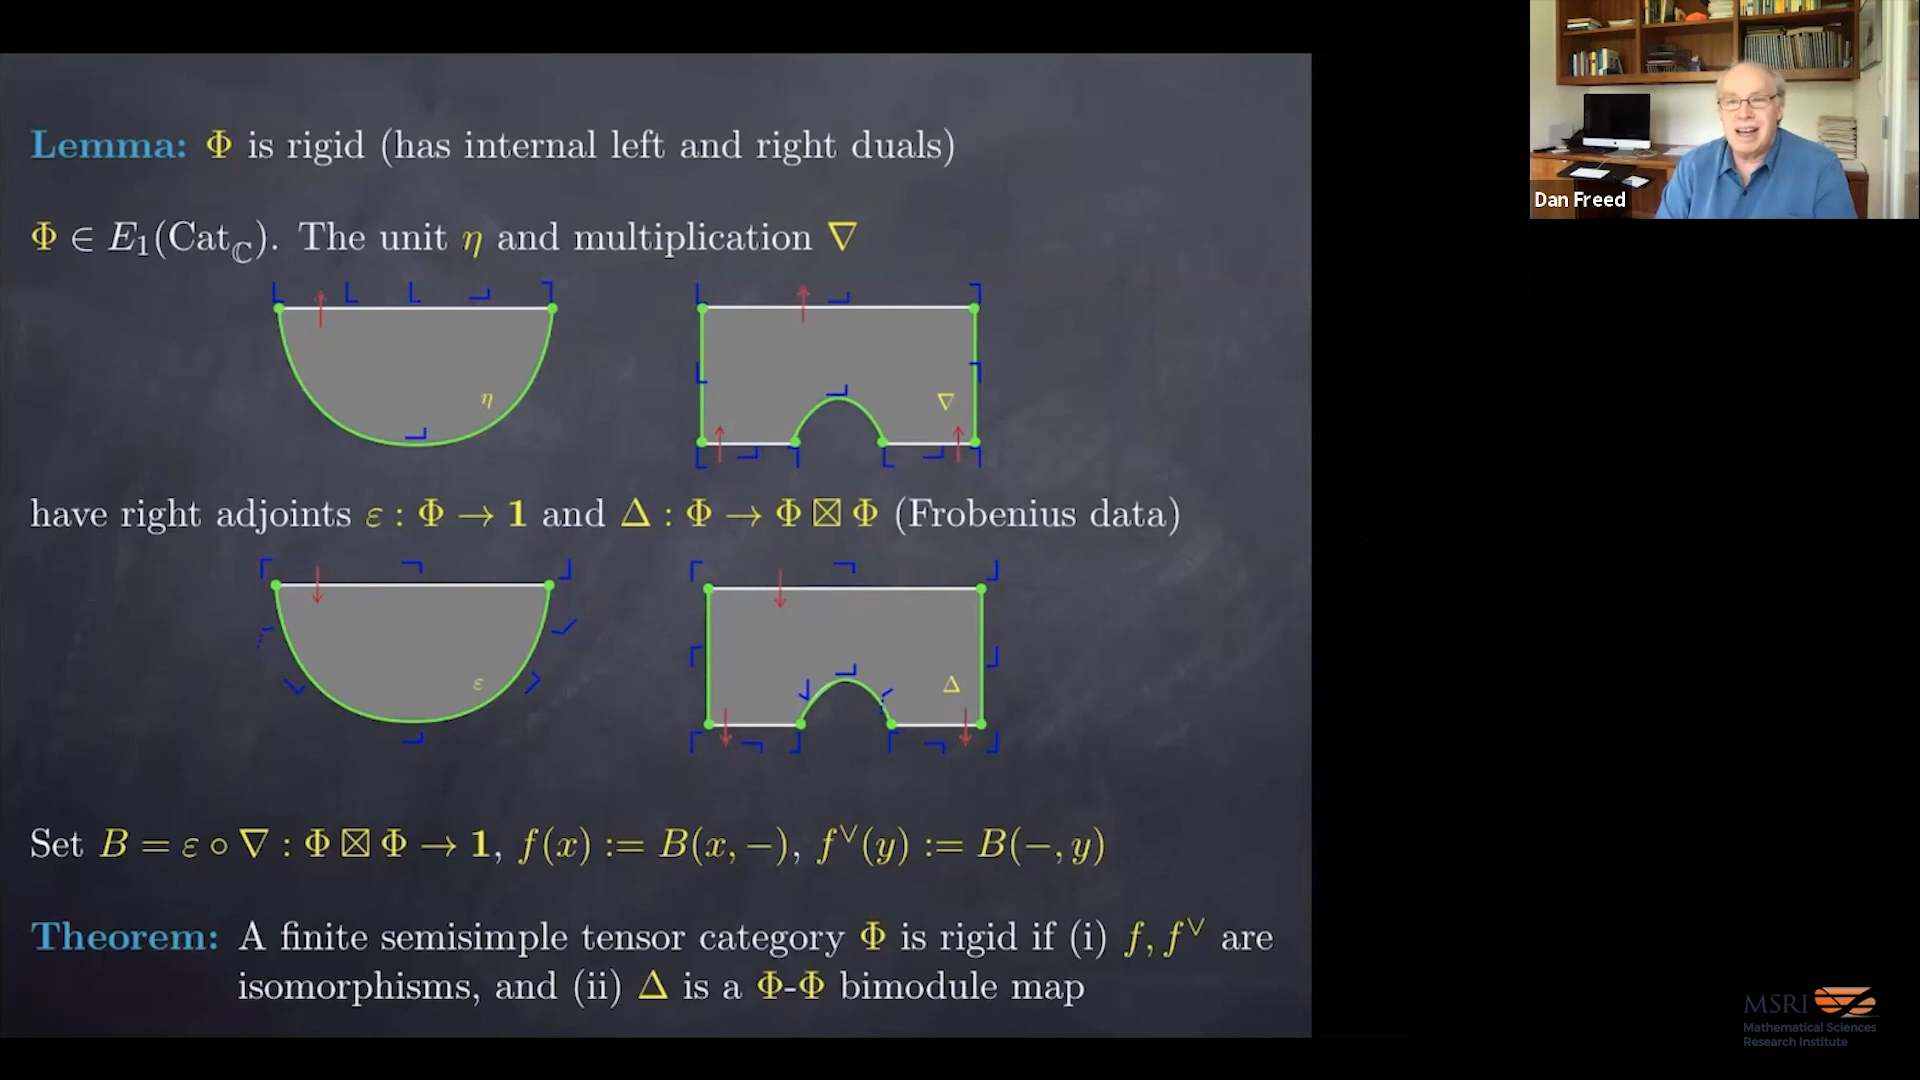 Lemma: Φ is rigid (has internal left and right duals)
Φ ∈ E₁(Cat_ℂ). The unit η and multiplication ∇
η
∇
have right adjoints ε : Φ → 1 and Δ : Φ → Φ ⊠ Φ (Frobenius data)
ε
Δ
Set B = ε ∘ ∇ : Φ ⊠ Φ → 1, f(x) := B(x, −), f^∨(y) := B(−, y)
Theorem: A finite semisimple tensor category Φ is rigid if (i) f, f^∨ are
isomorphisms, and (ii) Δ is a Φ-Φ bimodule map
Dan Freed
MSRI
Mathematical Sciences
Research Institute